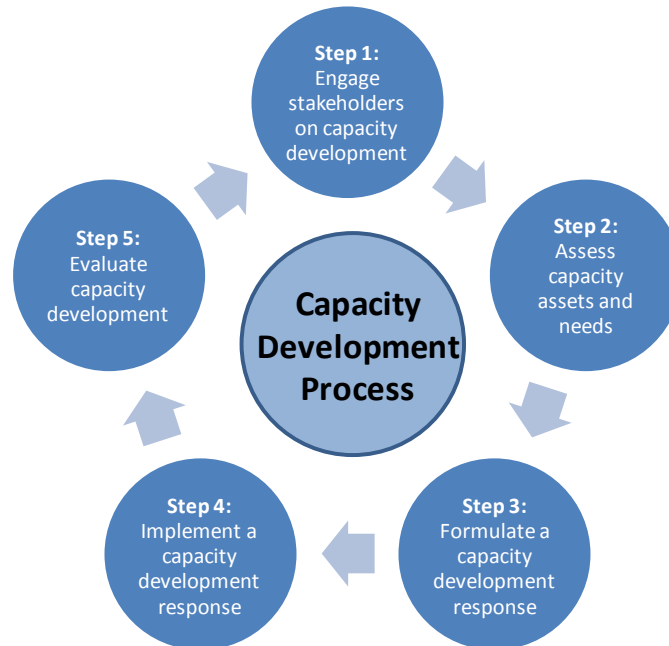 Step 1:
Engage
stakeholders
on capacity
development
Step 2:
Assess
capacity
assets and
needs
Step 3:
Formulate a
capacity
development
response
Step 4:
Implement a
capacity
development
response
Step 5:
Evaluate
capacity
development
Capacity
Development
Process